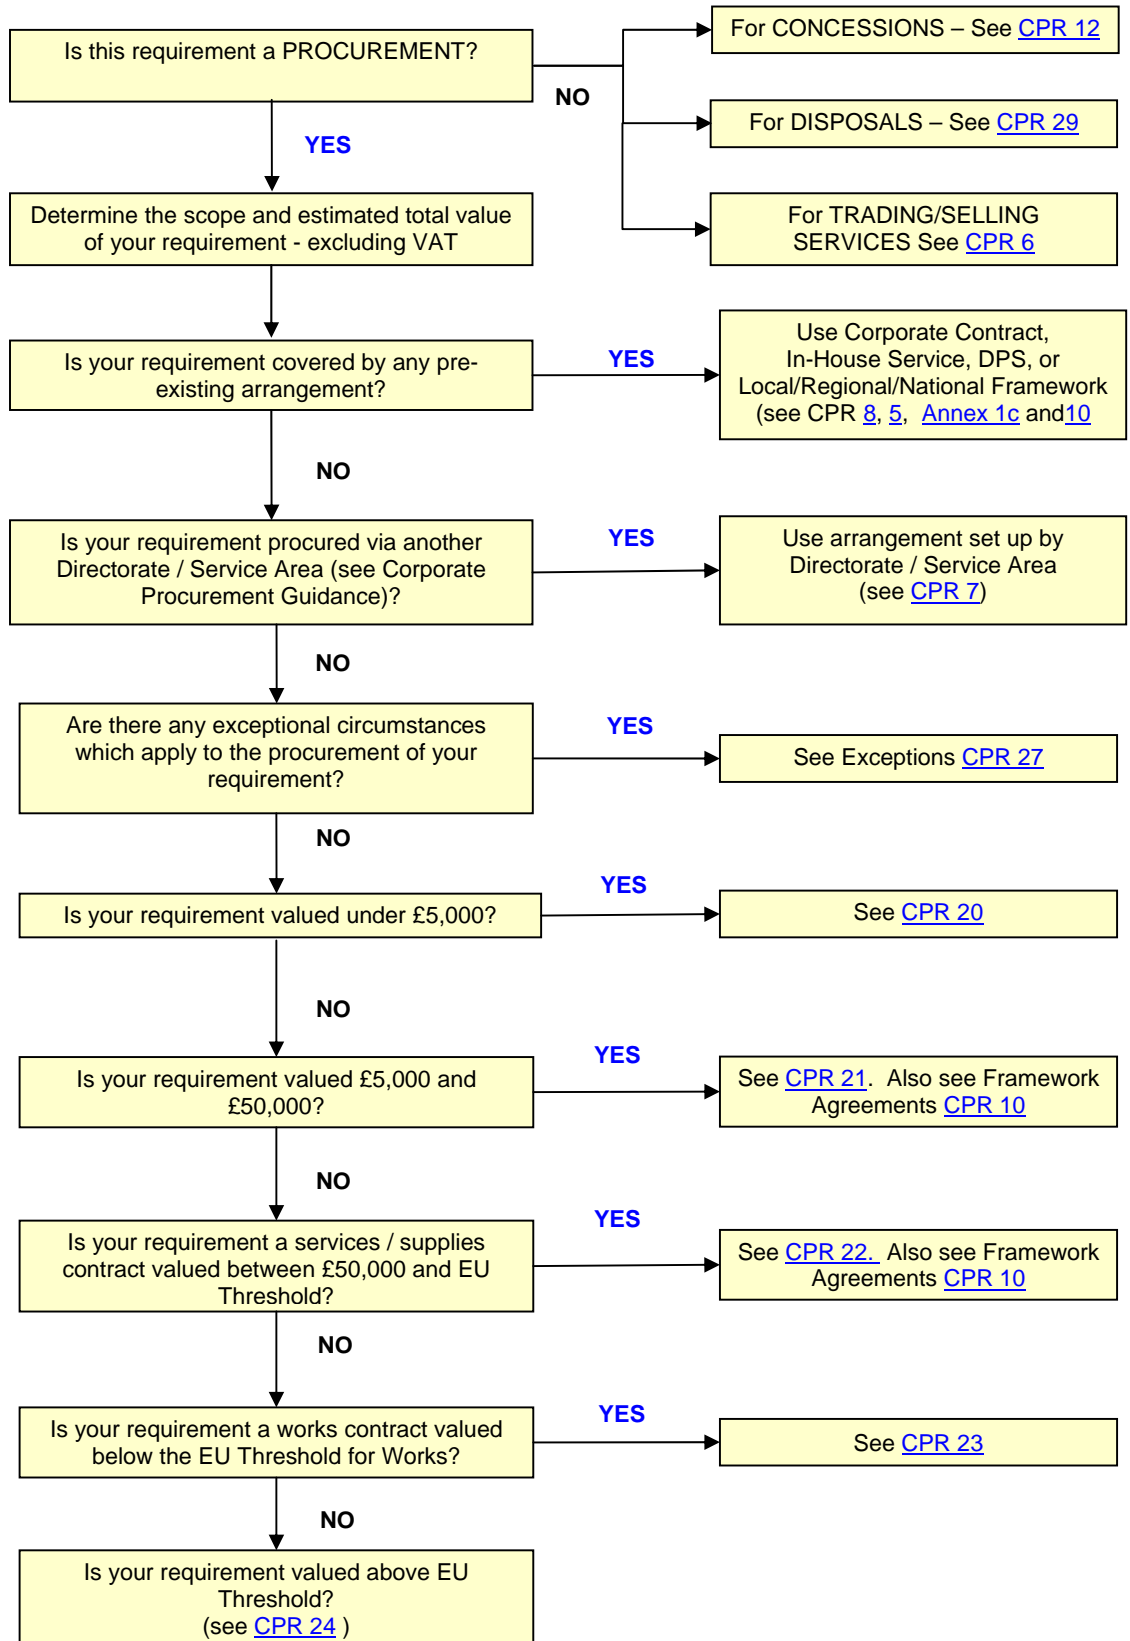 Is this requirement a PROCUREMENT?
For CONCESSIONS – See CPR 12
NO
For DISPOSALS – See CPR 29
YES
Determine the scope and estimated total value
of your requirement - excluding VAT
For TRADING/SELLING
SERVICES See CPR 6
Is your requirement covered by any pre-
existing arrangement?
YES
Use Corporate Contract,
In-House Service, DPS, or
Local/Regional/National Framework
(see CPR 8, 5, Annex 1c and10
NO
Is your requirement procured via another
Directorate / Service Area (see Corporate
Procurement Guidance)?
YES
Use arrangement set up by
Directorate / Service Area
(see CPR 7)
NO
Are there any exceptional circumstances
which apply to the procurement of your
requirement?
YES
See Exceptions CPR 27
NO
Is your requirement valued under £5,000?
YES
See CPR 20
NO
Is your requirement valued £5,000 and
£50,000?
YES
See CPR 21. Also see Framework
Agreements CPR 10
NO
Is your requirement a services / supplies
contract valued between £50,000 and EU
Threshold?
YES
See CPR 22. Also see Framework
Agreements CPR 10
NO
Is your requirement a works contract valued
below the EU Threshold for Works?
YES
See CPR 23
NO
Is your requirement valued above EU
Threshold?
(see CPR 24 )